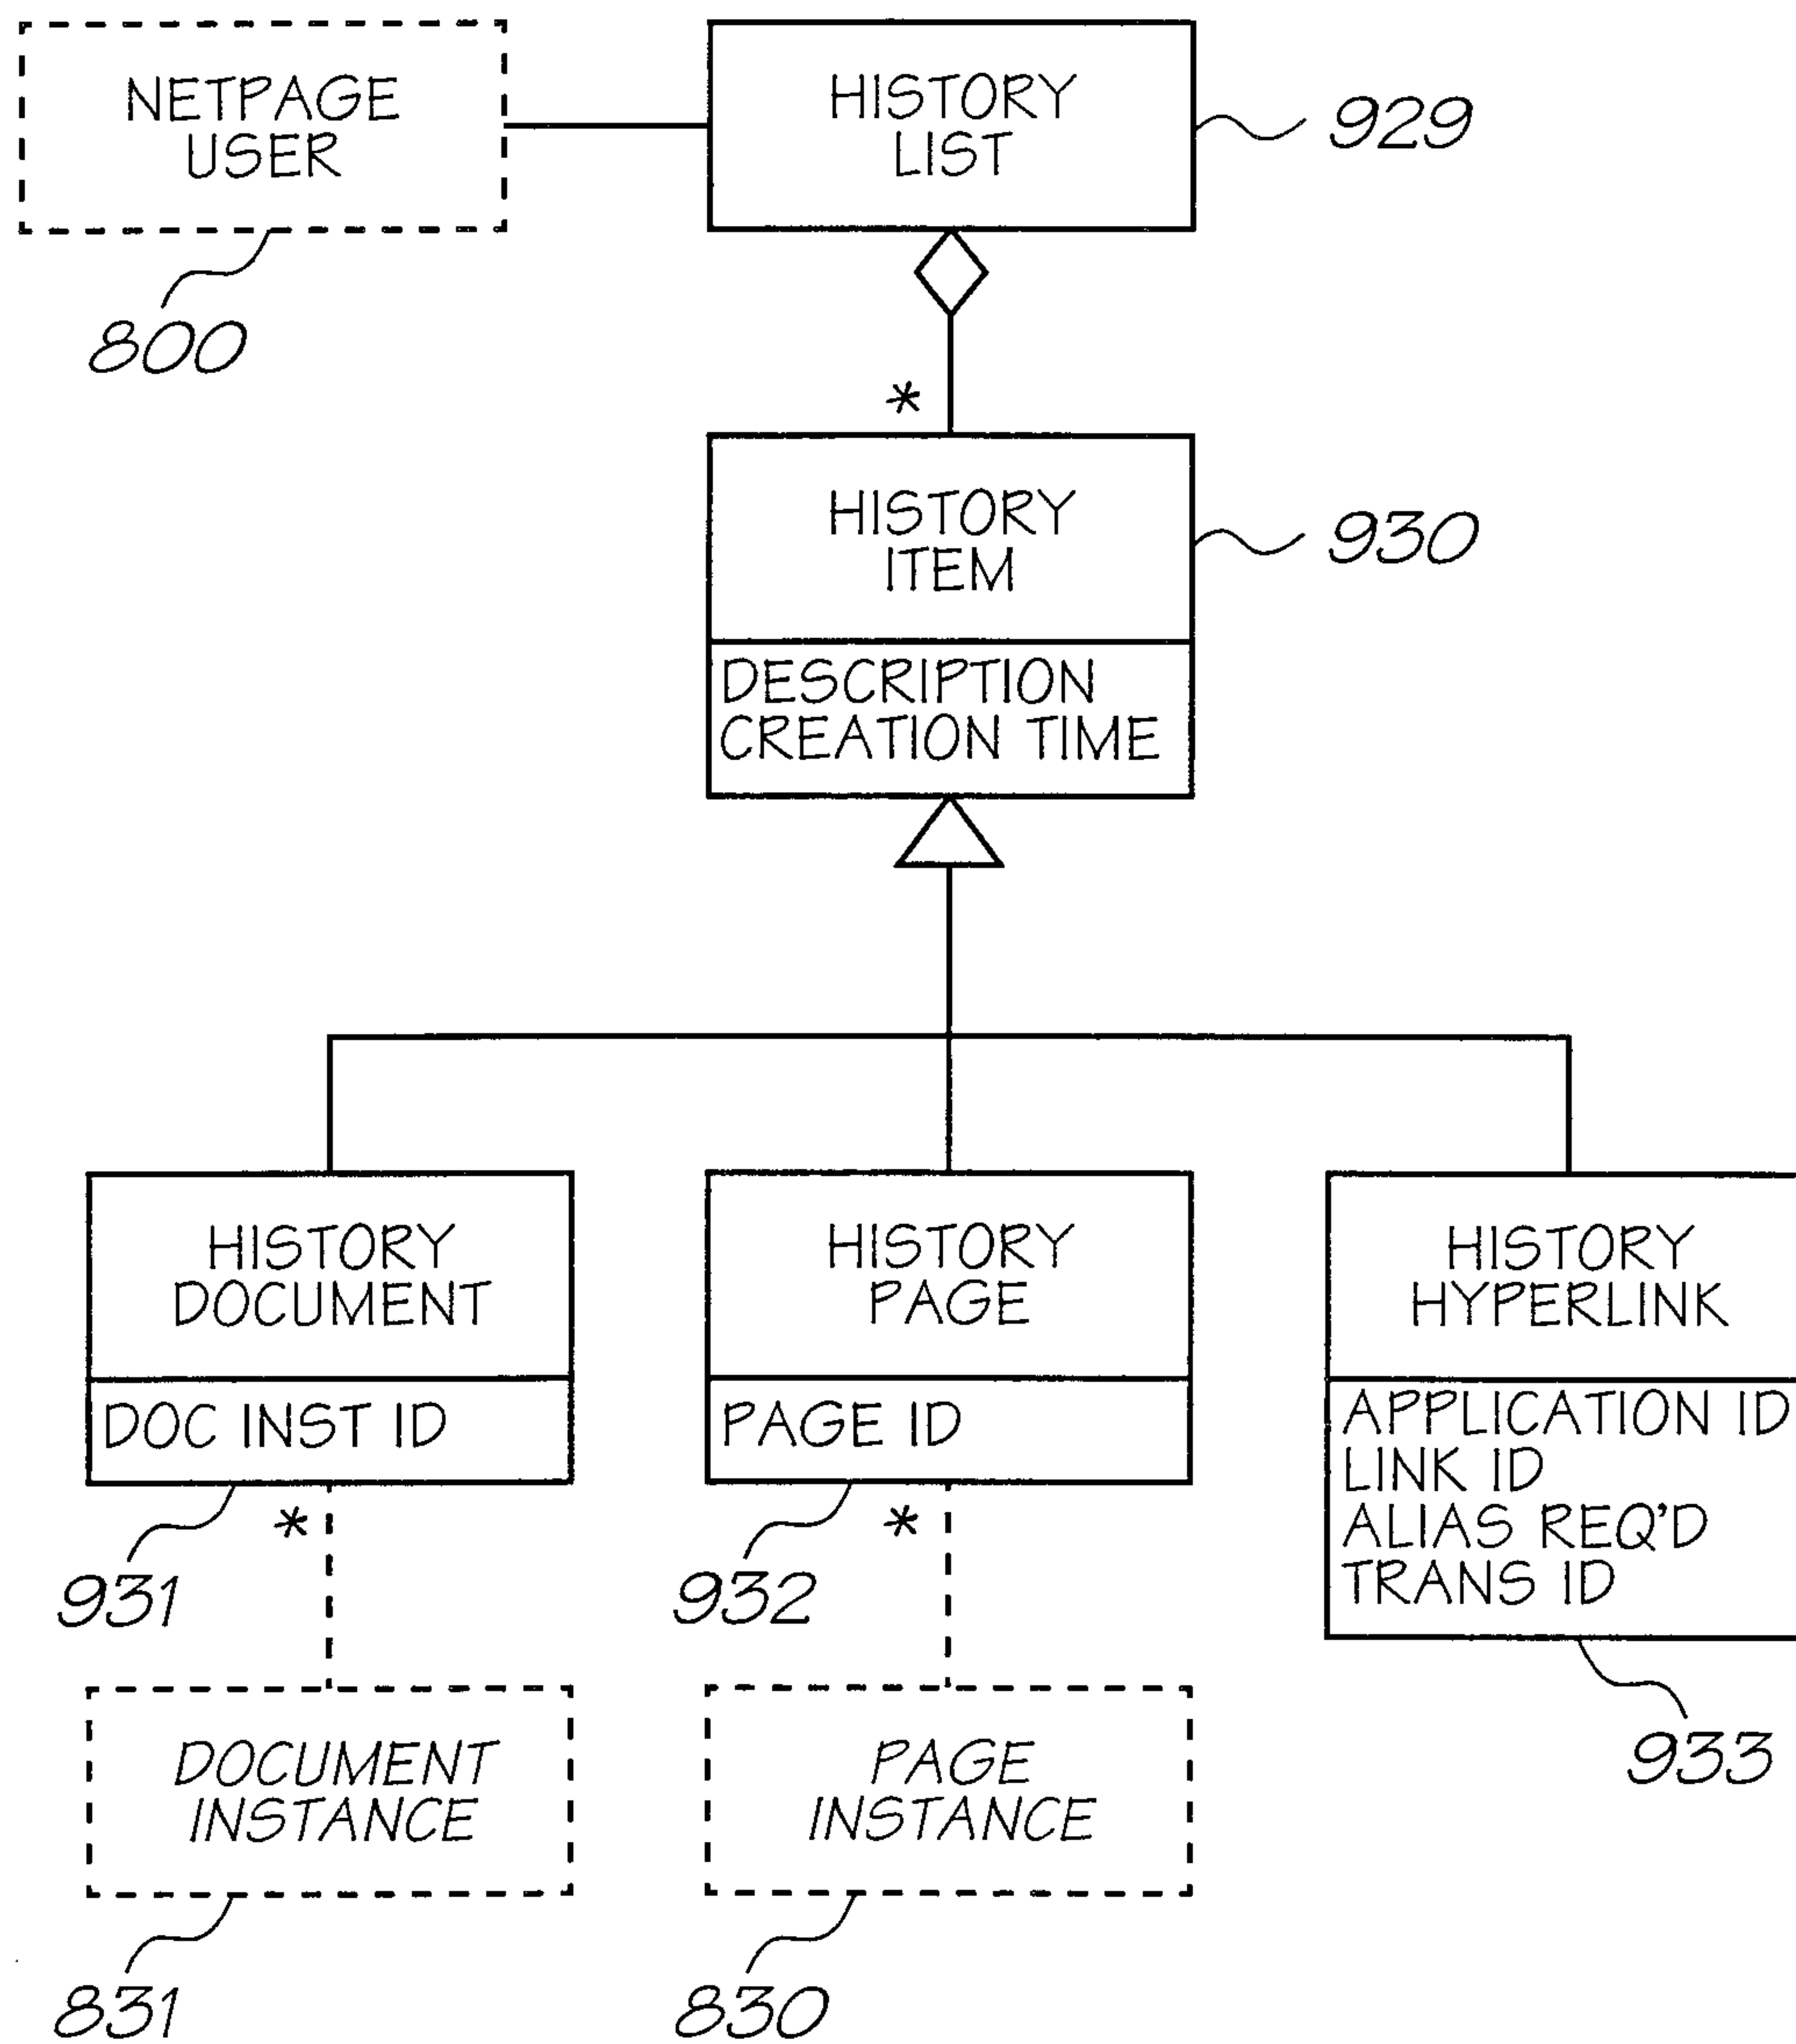 NETPAGE
USER
800
HISTORY
LIST
929
*
HISTORY
ITEM
930
DESCRIPTION
CREATION TIME
HISTORY
DOCUMENT
DOC INST ID
931
*
HISTORY
PAGE
PAGE ID
932
*
HISTORY
HYPERLINK
APPLICATION ID
LINK ID
ALIAS REQ'D
TRANS ID
933
DOCUMENT
INSTANCE
831
PAGE
INSTANCE
830